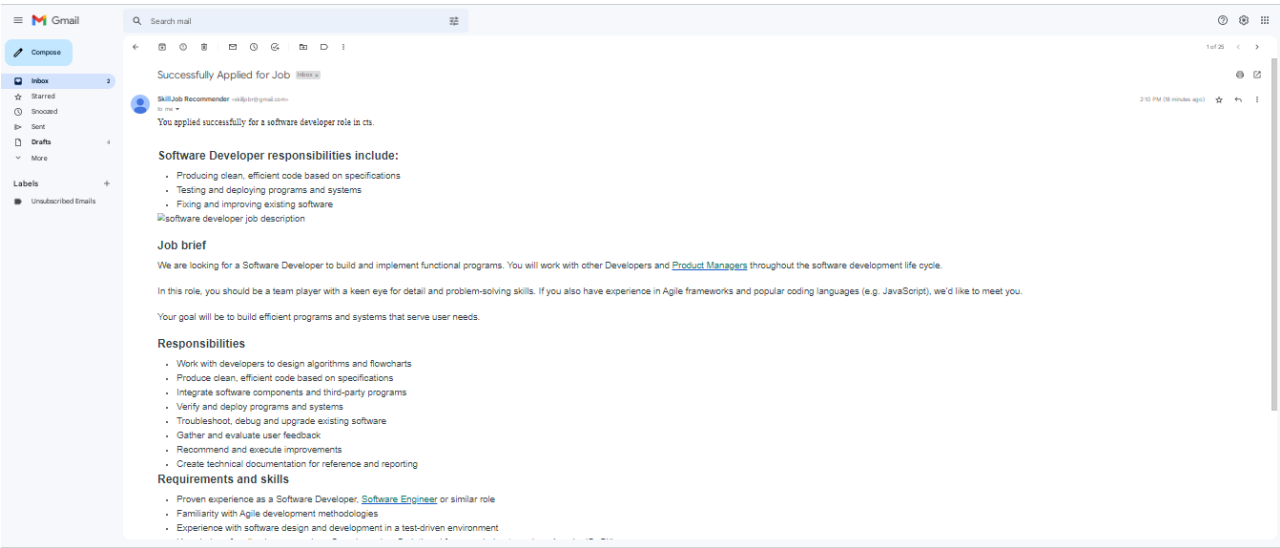 Gmail
Search mail
Compose
1 of 25
Inbox 2
Starred
Snoozed
Sent
Drafts
More
Labels +
Unsubscribed Emails
Successfully Applied for Job Inbox x
SkillJob Recommender
to me
2:10 PM (18 minutes ago)
You applied successfully for a software developer role in cts.
Software Developer responsibilities include:
• Producing clean, efficient code based on specifications
• Testing and deploying programs and systems
• Fixing and improving existing software
software developer job description
Job brief
We are looking for a Software Developer to build and implement functional programs. You will work with other Developers and Product Managers throughout the software development life cycle.
In this role, you should be a team player with a keen eye for detail and problem-solving skills. If you also have experience in Agile frameworks and popular coding languages (e.g. JavaScript), we'd like to meet you.
Your goal will be to build efficient programs and systems that serve user needs.
Responsibilities
• Work with developers to design algorithms and flowcharts
• Produce clean, efficient code based on specifications
• Integrate software components and third-party programs
• Verify and deploy programs and systems
• Troubleshoot, debug and upgrade existing software
• Gather and evaluate user feedback
• Recommend and execute improvements
• Create technical documentation for reference and reporting
Requirements and skills
• Proven experience as a Software Developer, Software Engineer or similar role
• Familiarity with Agile development methodologies
• Experience with software design and development in a test-driven environment